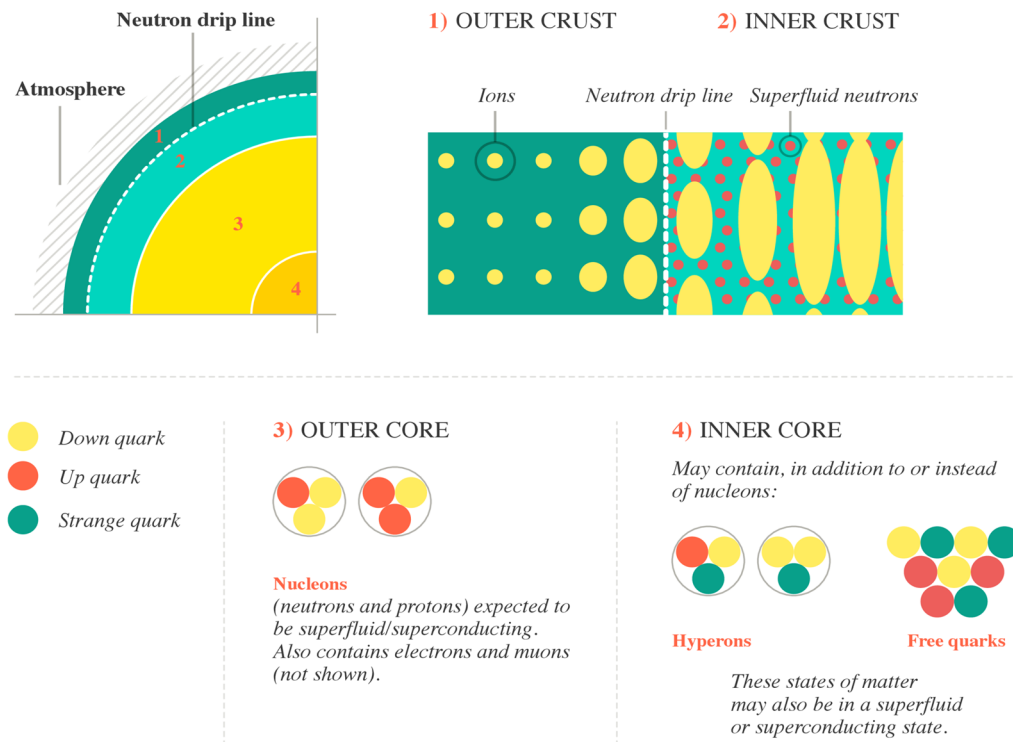 Neutron drip line
Atmosphere
1
2
3
4
1) OUTER CRUST
2) INNER CRUST
Ions
Neutron drip line
Superfluid neutrons
Down quark
Up quark
Strange quark
3) OUTER CORE
Nucleons
(neutrons and protons) expected to
be superfluid/superconducting.
Also contains electrons and muons
(not shown).
4) INNER CORE
May contain, in addition to or instead
of nucleons:
Hyperons
Free quarks
These states of matter
may also be in a superfluid
or superconducting state.